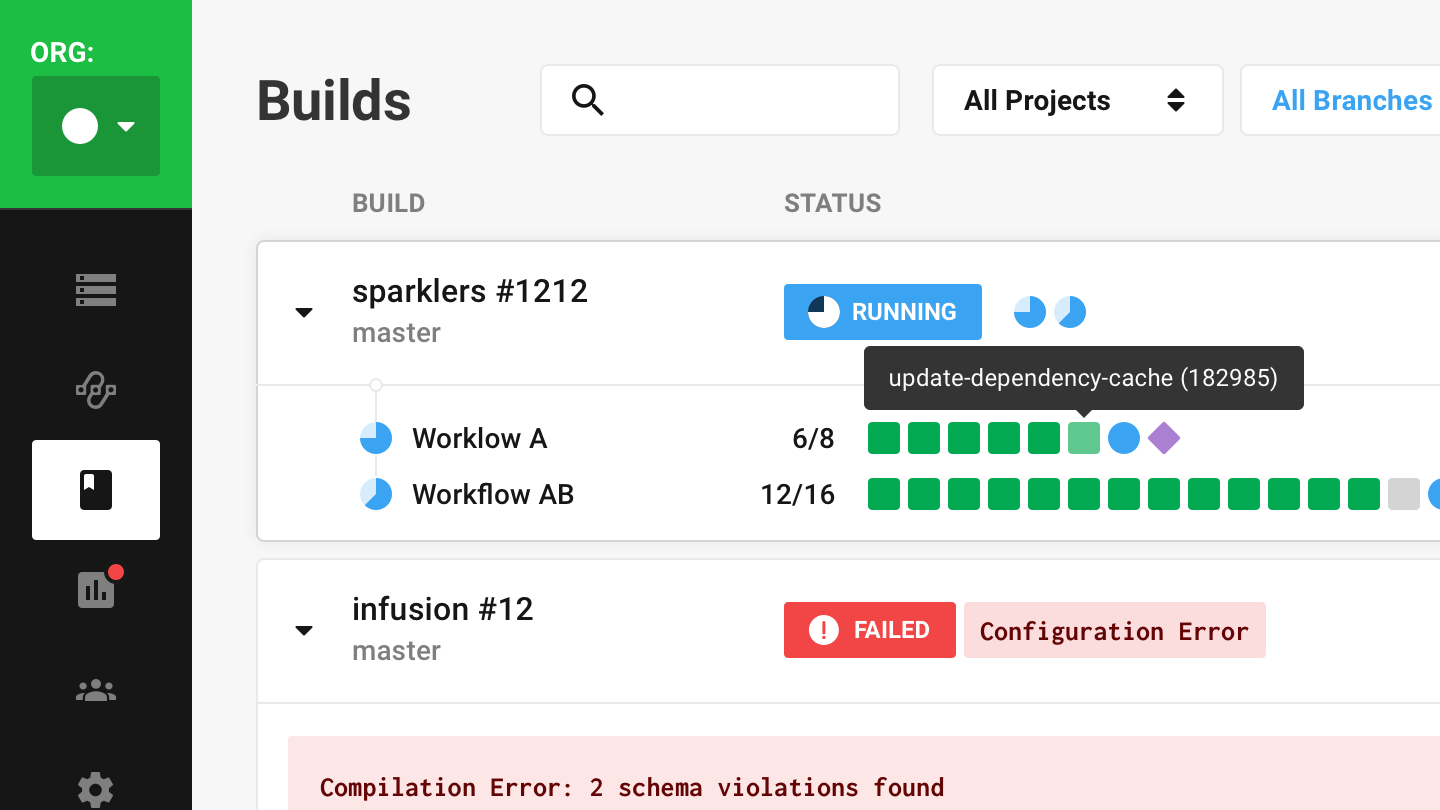 ORG:
Builds
All Projects
All Branches
BUILD
STATUS
sparklers #1212
master
RUNNING
update-dependency-cache (182985)
Worklow A
6/8
Workflow AB
12/16
infusion #12
master
FAILED
Configuration Error
Compilation Error: 2 schema violations found